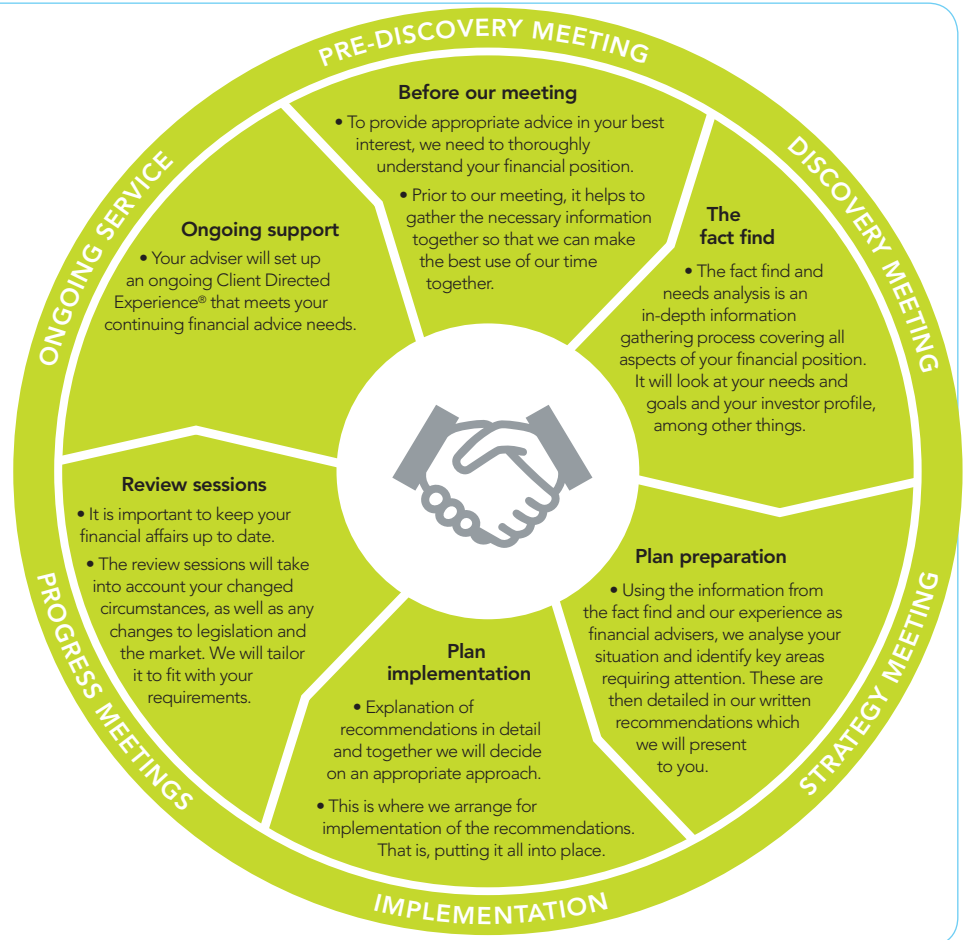 PRE-DISCOVERY MEETING
Before our meeting
• To provide appropriate advice in your best
interest, we need to thoroughly
understand your financial position.
• Prior to our meeting, it helps to
gather the necessary information
together so that we can make
the best use of our time
together.
DISCOVERY MEETING
The
fact find
• The fact find and
needs analysis is an
in-depth information
gathering process covering all
aspects of your financial position.
It will look at your needs and
goals and your investor profile,
among other things.
STRATEGY MEETING
Plan preparation
• Using the information from
the fact find and our experience as
financial advisers, we analyse your
situation and identify key areas
requiring attention. These are
then detailed in our written
recommendations which
we will present
to you.
IMPLEMENTATION
Plan
implementation
• Explanation of
recommendations in detail
and together we will decide
on an appropriate approach.
• This is where we arrange for
implementation of the recommendations.
That is, putting it all into place.
PROGRESS MEETINGS
Review sessions
• It is important to keep your
financial affairs up to date.
• The review sessions will take
into account your changed
circumstances, as well as any
changes to legislation and
the market. We will tailor
it to fit with your
requirements.
ONGOING SERVICE
Ongoing support
• Your adviser will set up
an ongoing Client Directed
Experience® that meets your
continuing financial advice needs.